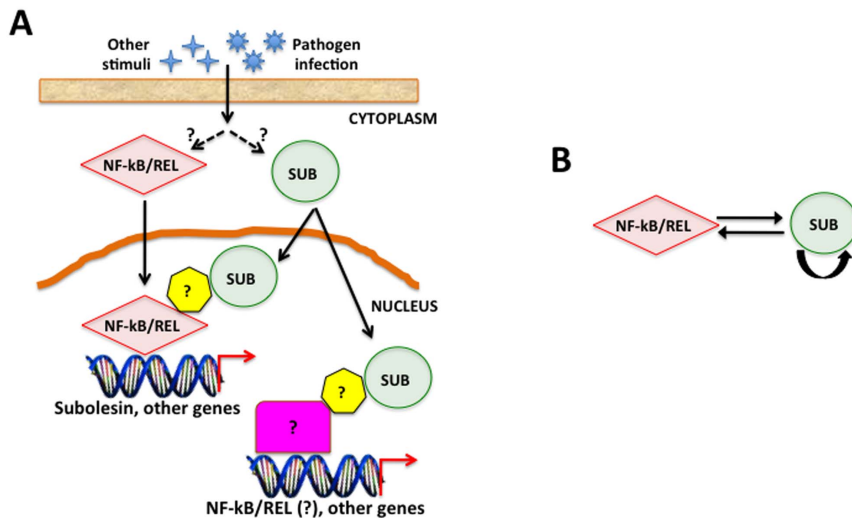 A
Other
stimuli
Pathogen
infection
CYTOPLASM
?
?
NF-kB/REL
SUB
?
SUB
NUCLEUS
NF-kB/REL
Subolesin, other genes
?
SUB
?
NF-kB/REL (?), other genes
B
NF-kB/REL
SUB